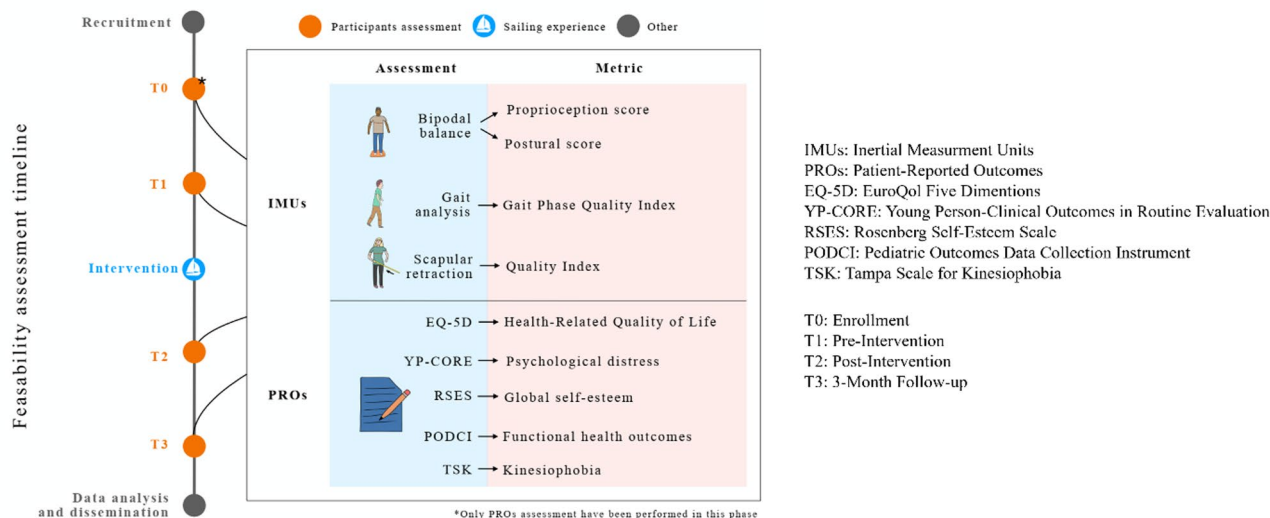 Feasability assessment timeline
Recruitment
Participants assessment
Sailing experience
Other
T0
*
T1
Intervention
T2
T3
Data analysis
and dissemination
Assessment
Metric
IMUs
Bipodal
balance
Proprioception score
Postural score
Gait
analysis
Gait Phase Quality Index
Scapular
retraction
Quality Index
PROs
EQ-5D
Health-Related Quality of Life
YP-CORE
Psychological distress
RSES
Global self-esteem
PODCI
Functional health outcomes
TSK
Kinesiophobia
*Only PROs assessment have been performed in this phase
IMUs: Inertial Measurment Units
PROs: Patient-Reported Outcomes
EQ-5D: EuroQol Five Dimentions
YP-CORE: Young Person-Clinical Outcomes in Routine Evaluation
RSES: Rosenberg Self-Esteem Scale
PODCI: Pediatric Outcomes Data Collection Instrument
TSK: Tampa Scale for Kinesiophobia
T0: Enrollment
T1: Pre-Intervention
T2: Post-Intervention
T3: 3-Month Follow-up